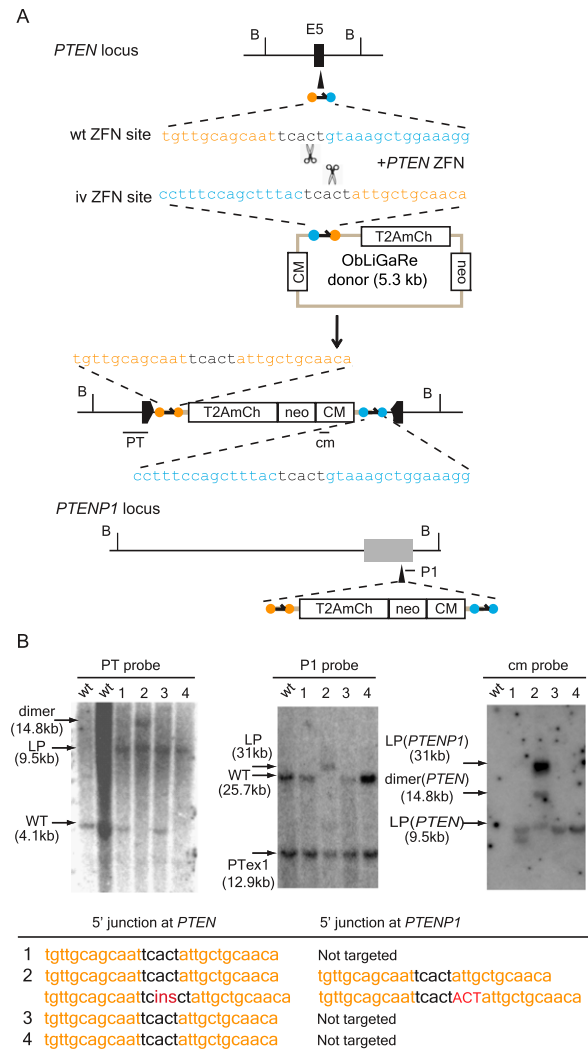 A
E5
B
B
PTEN locus
wt ZFN site
tgttgcagcaattcactgtaaagctggaaagg
+PTEN ZFN
iv ZFN site
cctttccagctttactcactattgctgcaaca
T2AmCh
CM
ObLiGaRe
donor (5.3 kb)
neo
tgttgcagcaattcactattgctgcaaca
B
B
T2AmCh
neo
CM
PT
cm
cctttccagctttactcactgtaaagctggaaagg
PTENP1 locus
B
B
P1
T2AmCh
neo
CM
B
PT probe
P1 probe
cm probe
wt wt 1 2 3 4
wt 1 2 3 4
wt 1 2 3 4
dimer
(14.8kb)
LP
(9.5kb)
WT
(4.1kb)
LP
(31kb)
WT
(25.7kb)
PTex1
(12.9kb)
LP(PTENP1)
(31kb)
dimer(PTEN)
(14.8kb)
LP(PTEN)
(9.5kb)
5' junction at PTEN
5' junction at PTENP1
1 tgttgcagcaattcactattgctgcaaca Not targeted
2 tgttgcagcaattcactattgctgcaaca tgttgcagcaattcactattgctgcaaca
tgttgcagcaattcinsctattgctgcaaca tgttgcagcaattcactACTattgctgcaaca
3 tgttgcagcaattcactattgctgcaaca Not targeted
4 tgttgcagcaattcactattgctgcaaca Not targeted